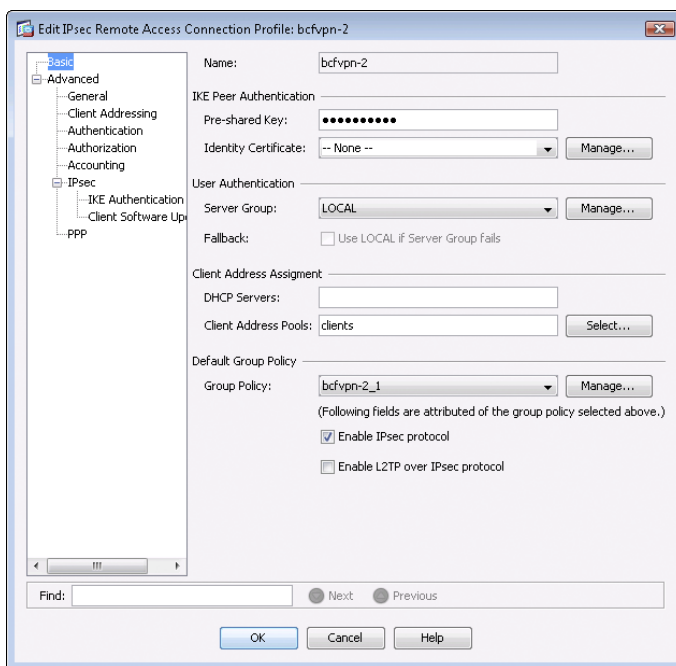 Edit IPsec Remote Access Connection Profile: bcfvpn-2
Basic
Advanced
General
Client Addressing
Authentication
Authorization
Accounting
IPsec
IKE Authentication
Client Software Up
PPP
Name: bcfvpn-2
IKE Peer Authentication
Pre-shared Key: ●●●●●●●●●●
Identity Certificate: -- None -- Manage...
User Authentication
Server Group: LOCAL Manage...
Fallback: Use LOCAL if Server Group fails
Client Address Assigment
DHCP Servers:
Client Address Pools: clients Select...
Default Group Policy
Group Policy: bcfvpn-2_1 Manage...
(Following fields are attributed of the group policy selected above.)
Enable IPsec protocol
Enable L2TP over IPsec protocol
Find: Next Previous
OK Cancel Help